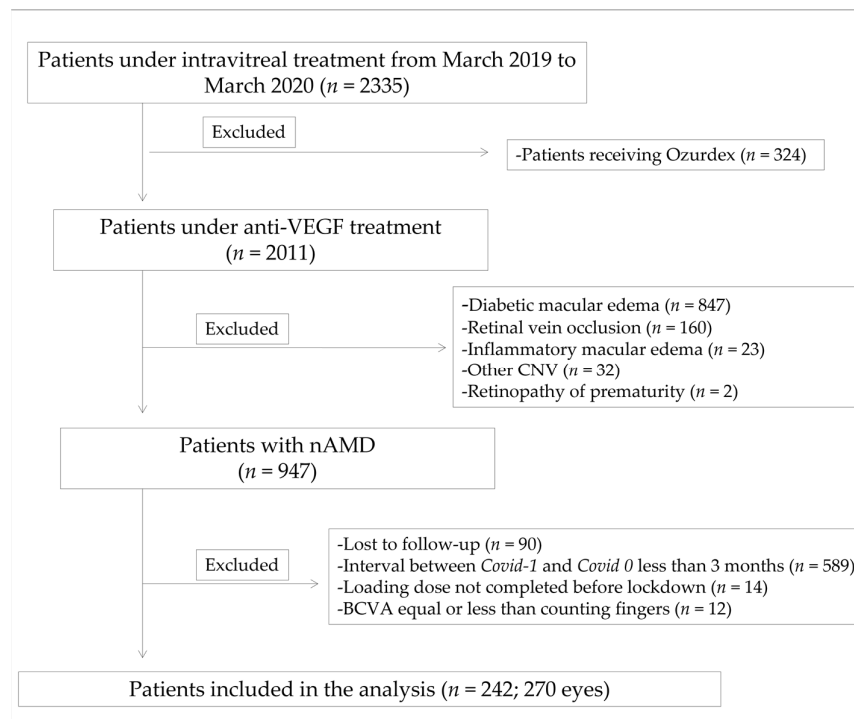 Patients under intravitreal treatment from March 2019 to
March 2020 (n = 2335)
Excluded
-Patients receiving Ozurdex (n = 324)
Patients under anti-VEGF treatment
(n = 2011)
Excluded
-Diabetic macular edema (n = 847)
-Retinal vein occlusion (n = 160)
-Inflammatory macular edema (n = 23)
-Other CNV (n = 32)
-Retinopathy of prematurity (n = 2)
Patients with nAMD
(n = 947)
Excluded
-Lost to follow-up (n = 90)
-Interval between Covid-1 and Covid 0 less than 3 months (n = 589)
-Loading dose not completed before lockdown (n = 14)
-BCVA equal or less than counting fingers (n = 12)
Patients included in the analysis (n = 242; 270 eyes)